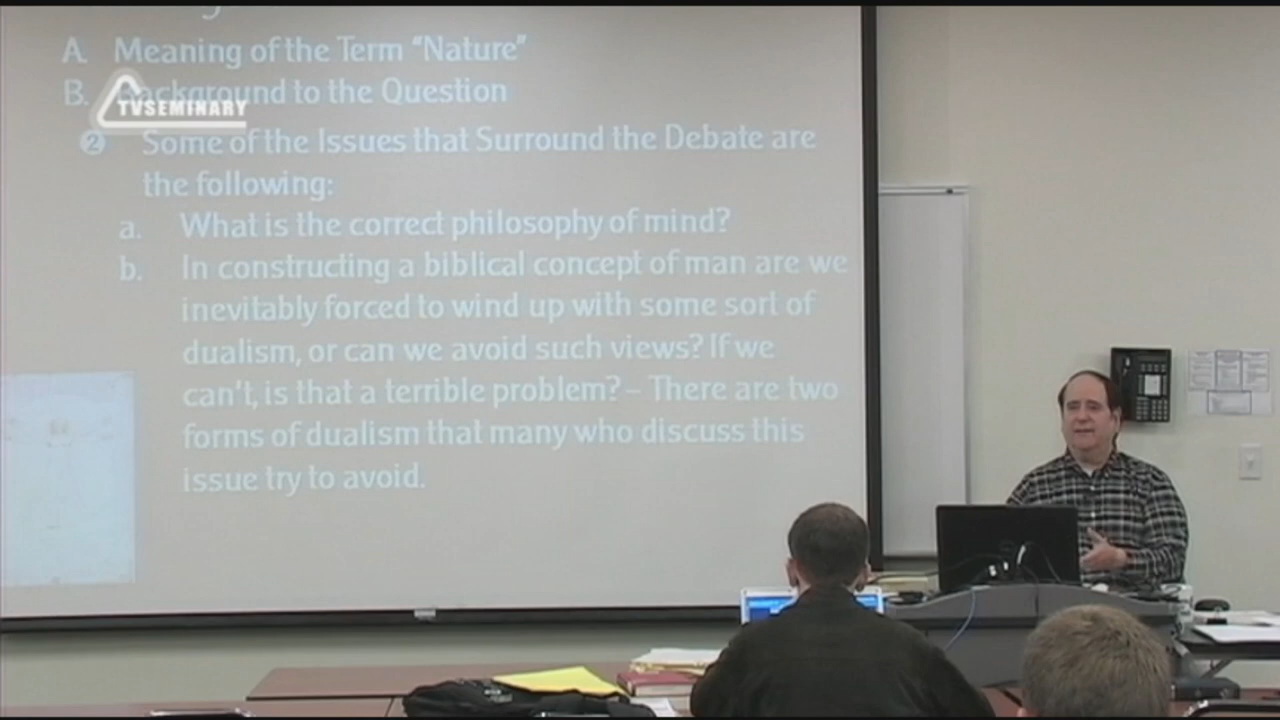 A. Meaning of the Term “Nature”
B. Background to the Question
TVSEMINARY
2 Some of the Issues that Surround the Debate are
the following:
a. What is the correct philosophy of mind?
b. In constructing a biblical concept of man are we
inevitably forced to wind up with some sort of
dualism, or can we avoid such views? If we
can't, is that a terrible problem? – There are two
forms of dualism that many who discuss this
issue try to avoid.